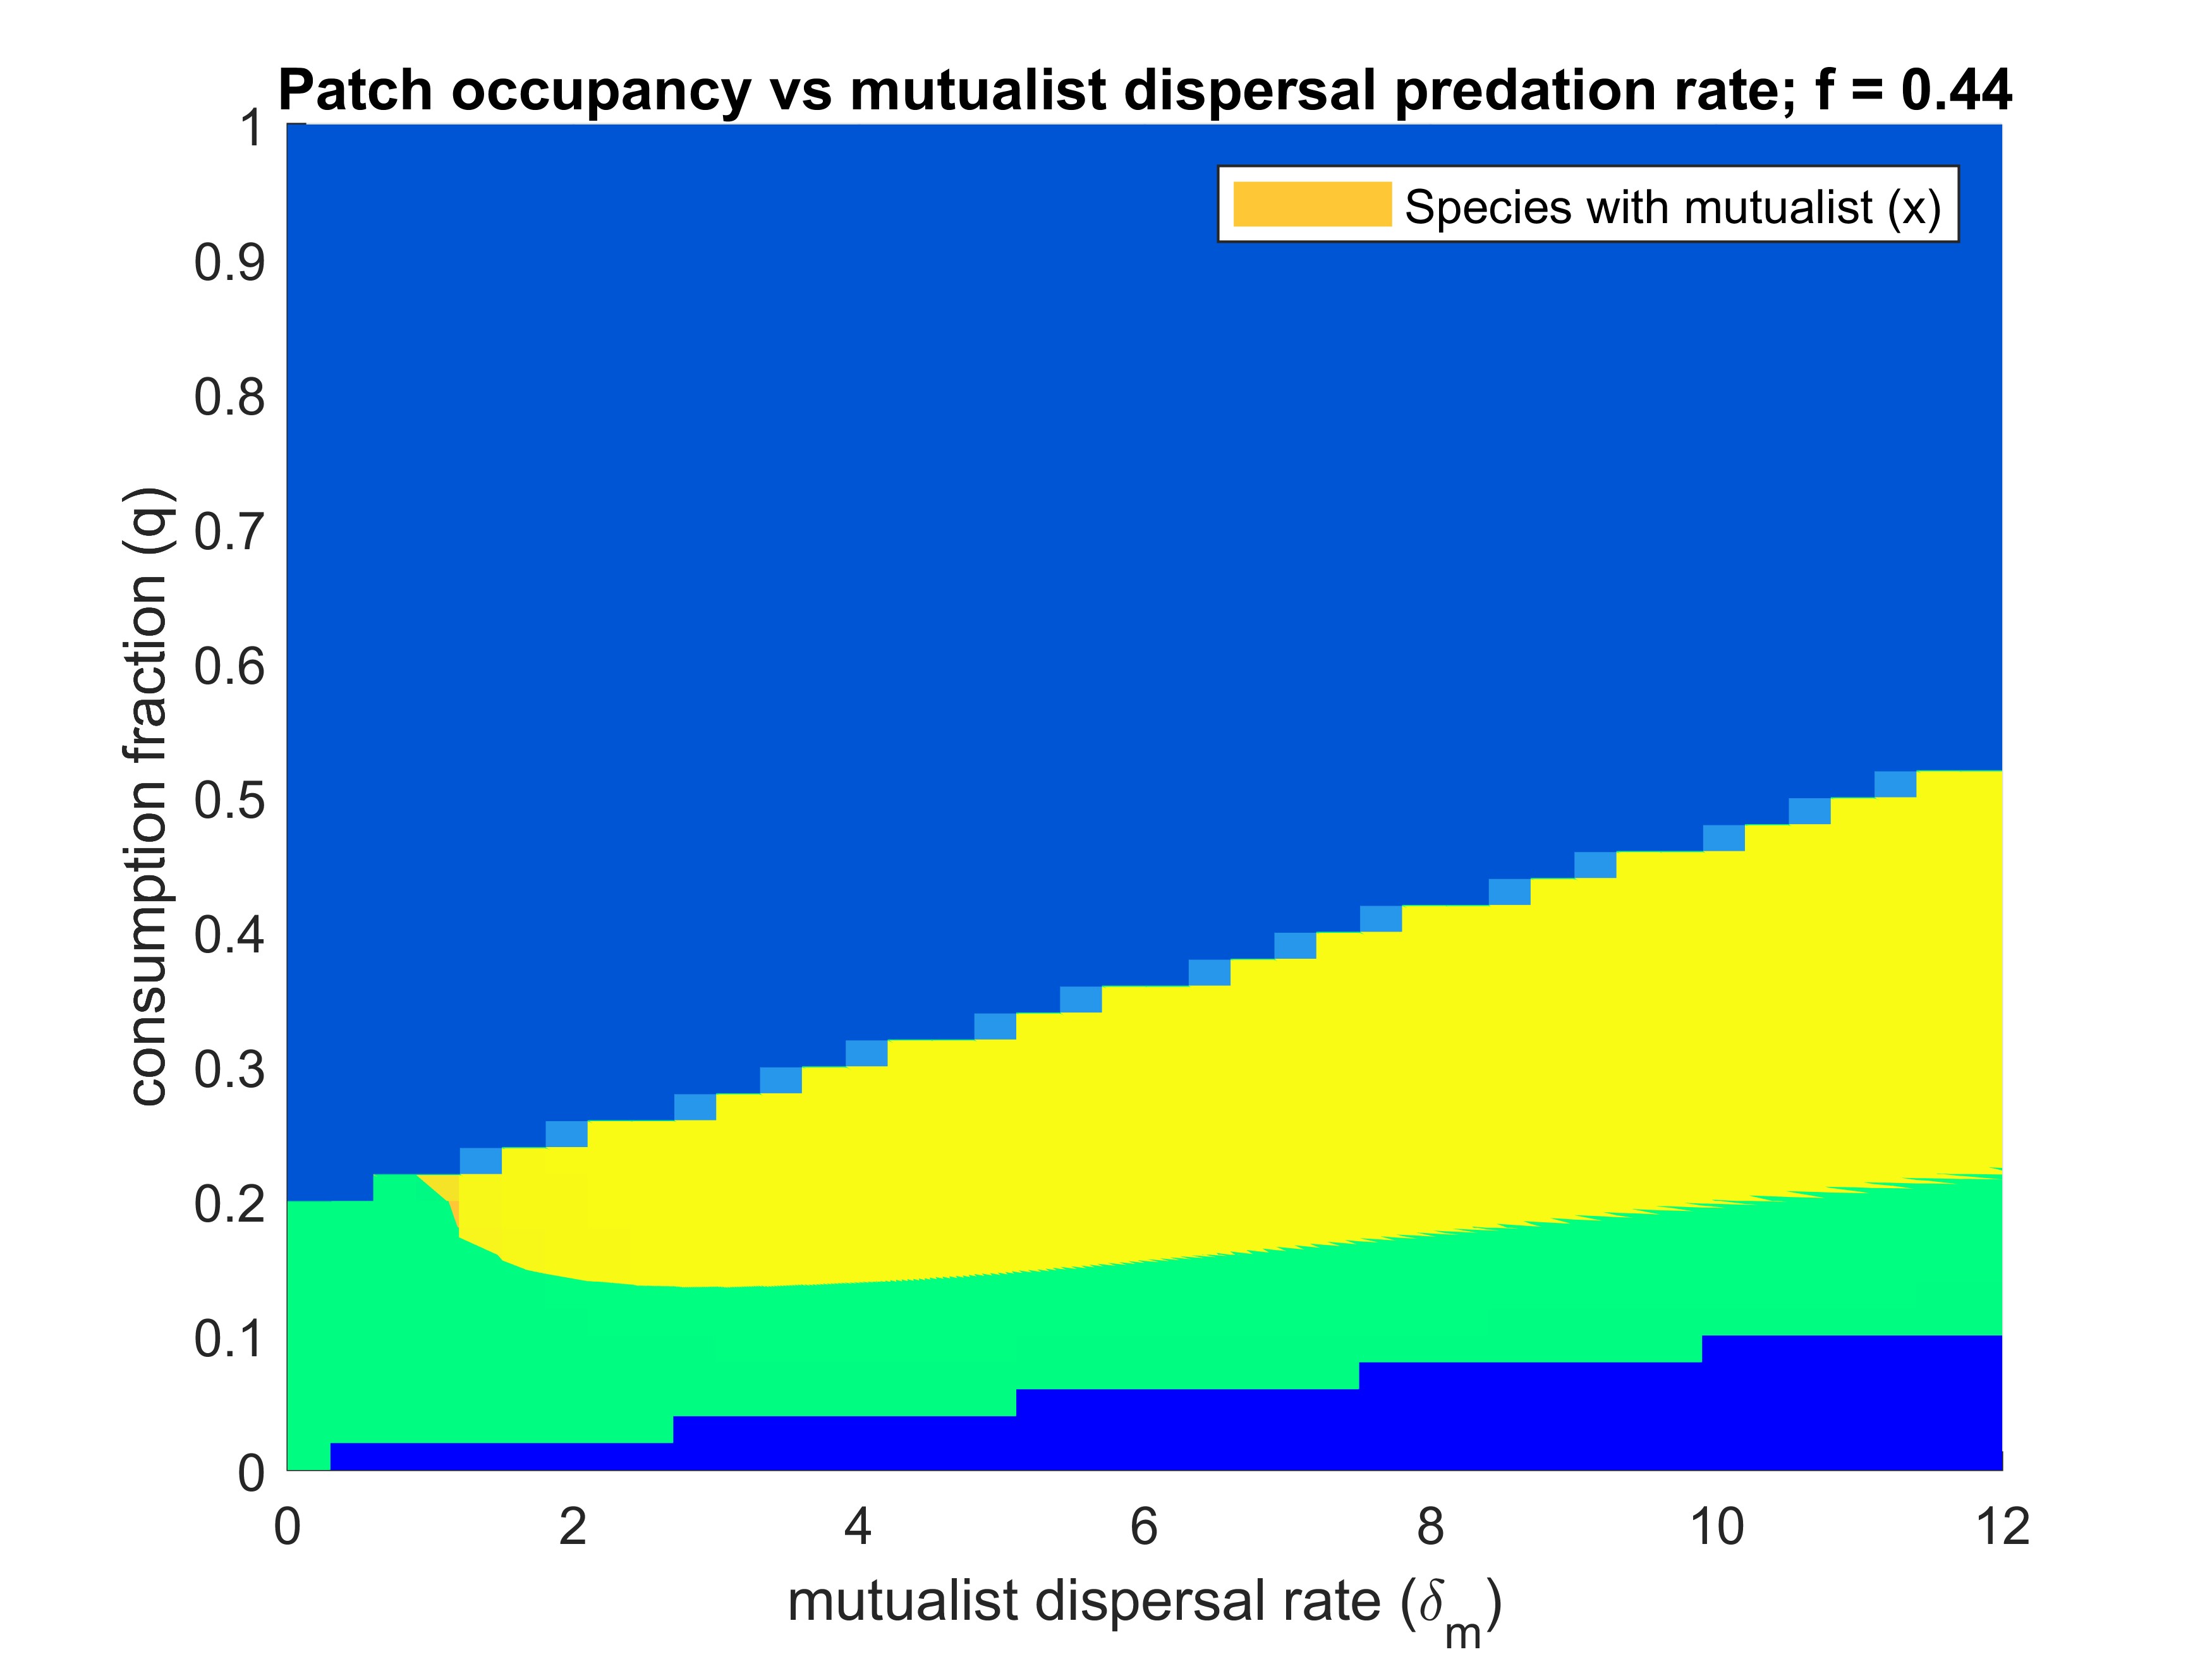 Patch occupancy vs mutualist dispersal predation rate; f = 0.44
Species with mutualist (x)
consumption fraction (q)
1
0.9
0.8
0.7
0.6
0.5
0.4
0.3
0.2
0.1
0
0 2 4 6 8 10 12
mutualist dispersal rate (δm)